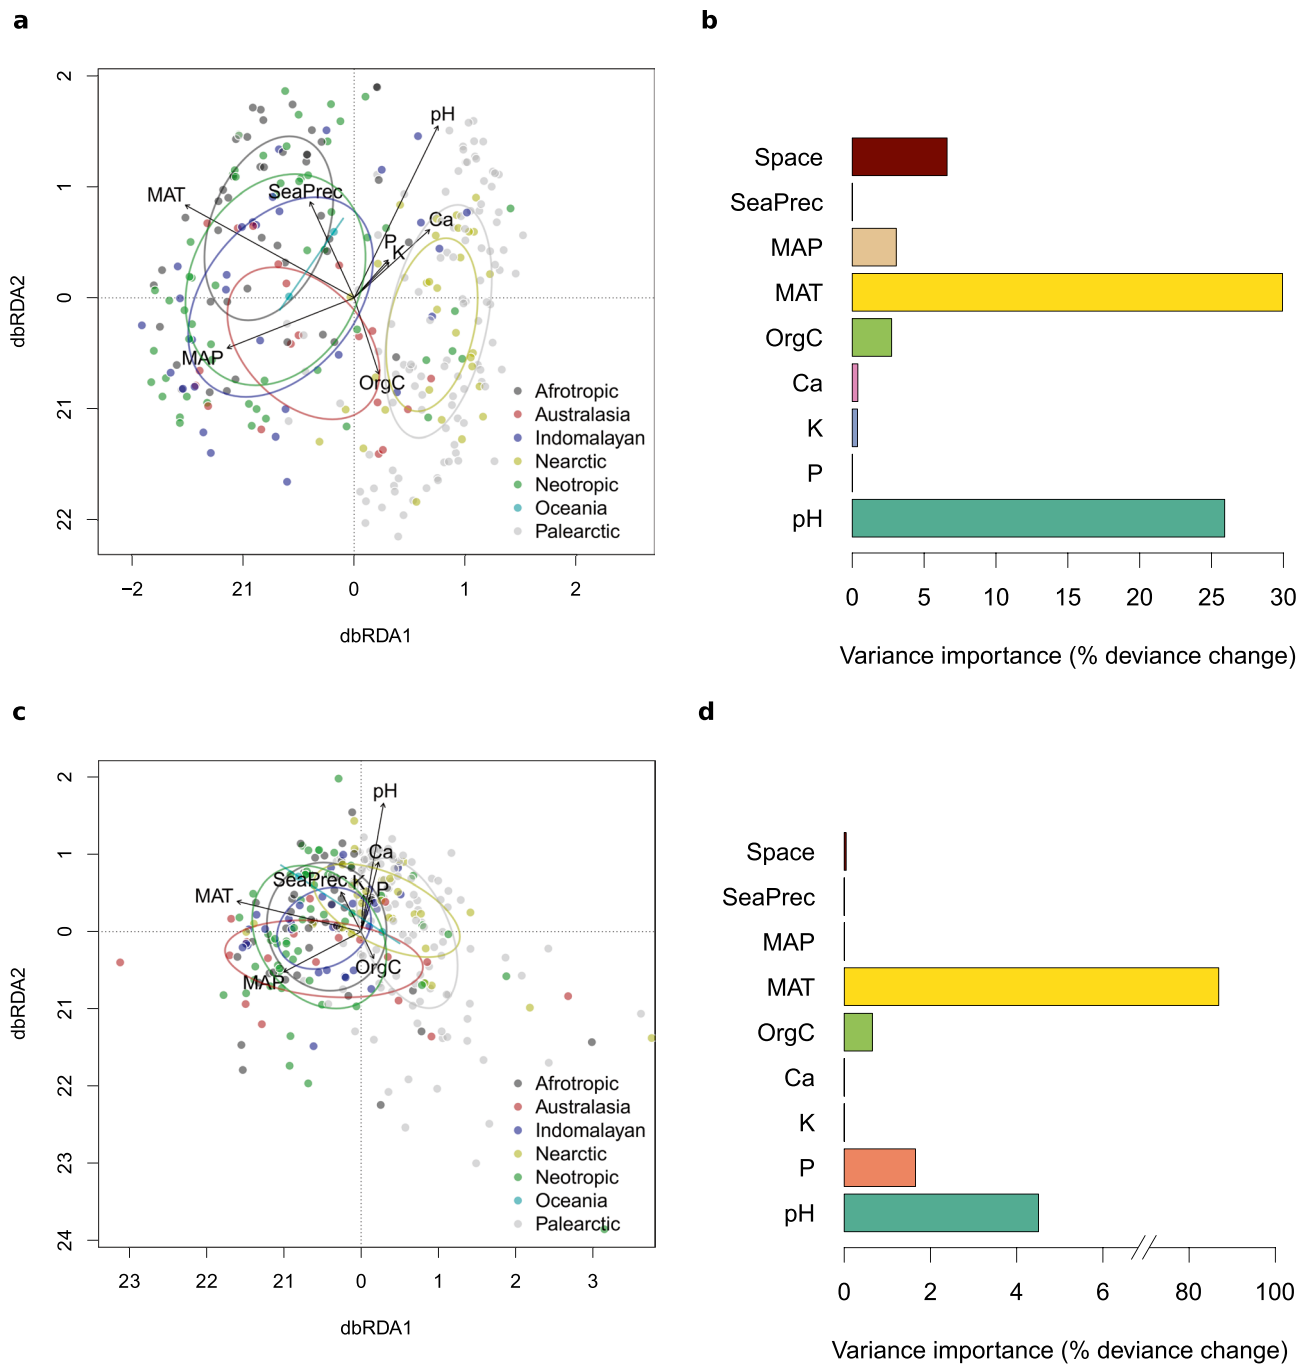 a
2
1
0
21
22
dbRDA2
pH
MAT
SeaPrec
Ca
P
K
MAP
OrgC
Afrotropic
Australasia
Indomalayan
Nearctic
Neotropic
Oceania
Palearctic
−2 21 0 1 2
dbRDA1
b
Space
SeaPrec
MAP
MAT
OrgC
Ca
K
P
pH
0 5 10 15 20 25 30
Variance importance (% deviance change)
c
2
1
0
21
22
23
24
dbRDA2
pH
Ca
SeaPrec K P
MAT
MAP
OrgC
Afrotropic
Australasia
Indomalayan
Nearctic
Neotropic
Oceania
Palearctic
23 22 21 0 1 2 3
dbRDA1
d
Space
SeaPrec
MAP
MAT
OrgC
Ca
K
P
pH
0 2 4 6 80 100
Variance importance (% deviance change)